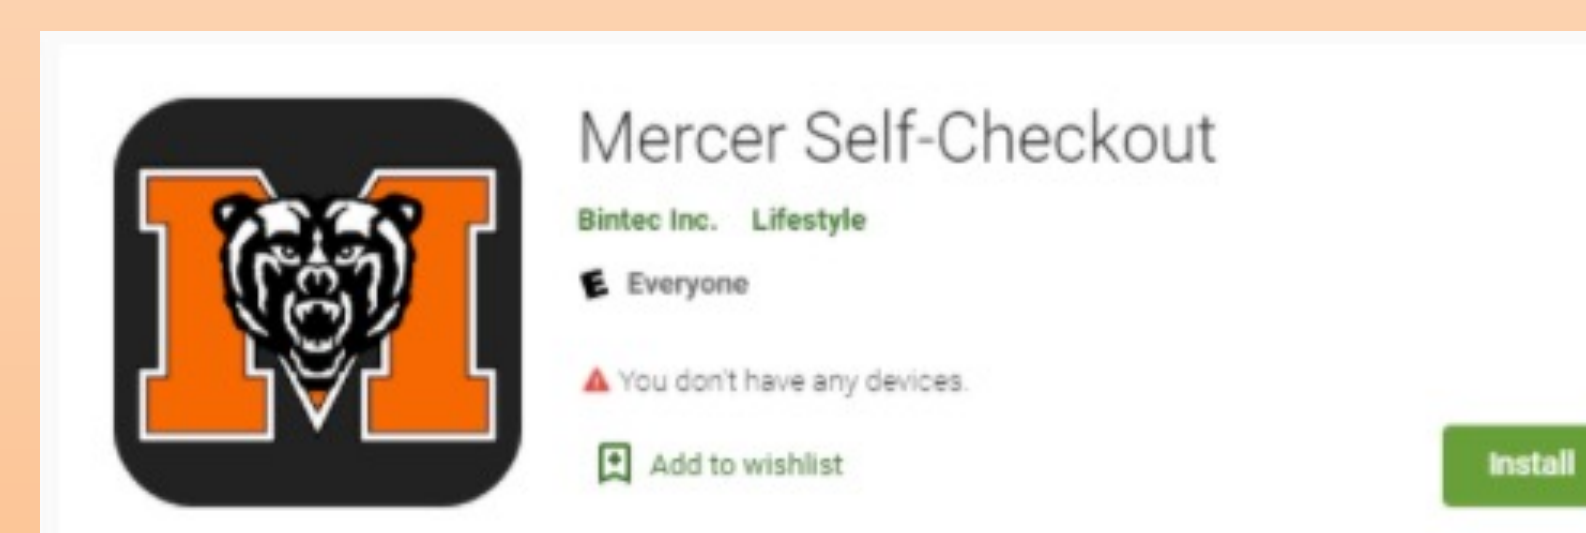 Mercer Self-Checkout
Bintec Inc. Lifestyle
E Everyone
You don't have any devices.
Add to wishlist
Install